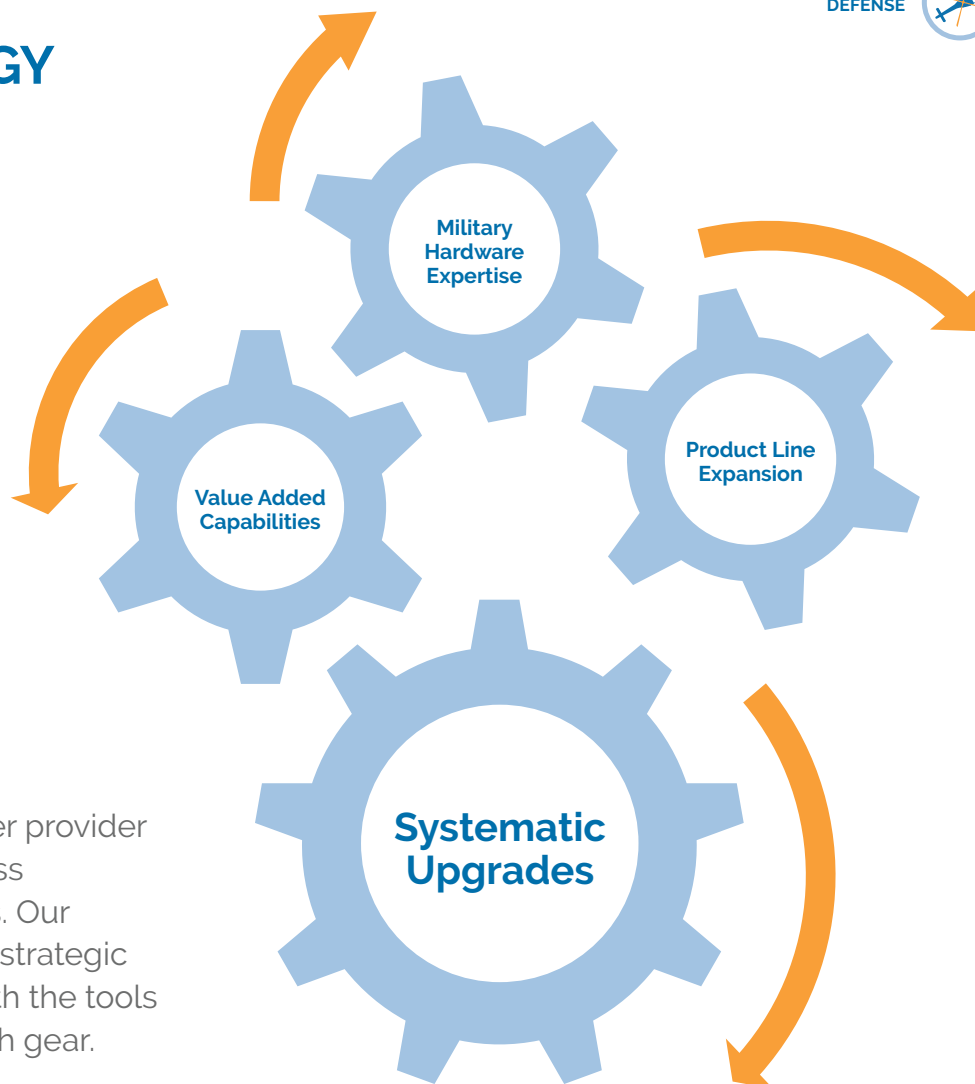 DEFENSE
GY
Military
Hardware
Expertise
Product Line
Expansion
Value Added
Capabilities
Systematic
Upgrades
er provider
ss
. Our
strategic
th the tools
h gear.